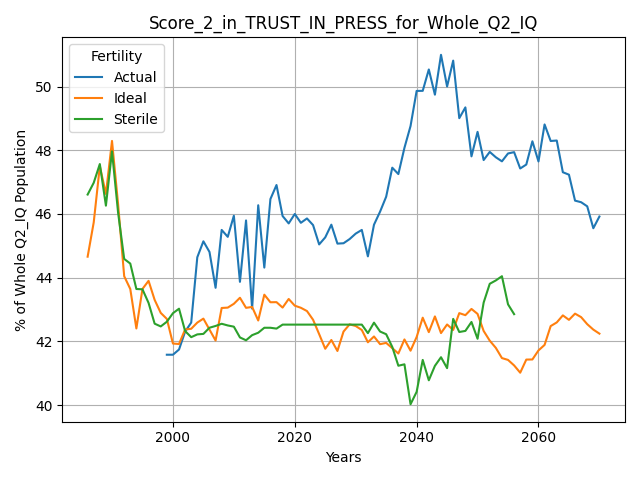 Score_2_in_TRUST_IN_PRESS_for_Whole_Q2_IQ
Fertility
Actual
Ideal
Sterile
% of Whole Q2_IQ Population
50
48
46
44
42
40
2000 2020 2040 2060
Years